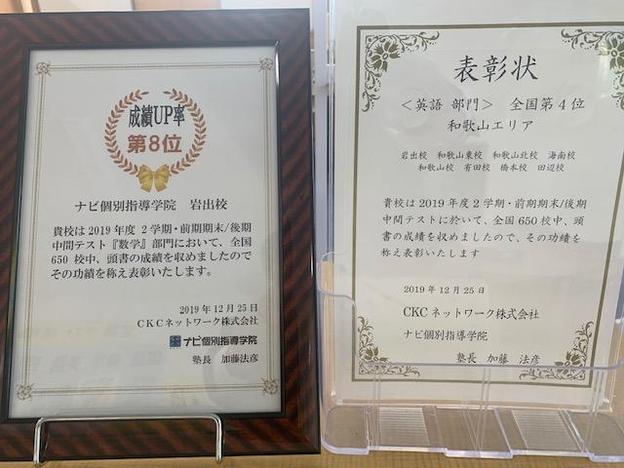 成績UP率
第8位
ナビ個別指導学院 岩出校
貴校は2019年度2学期・前期期末/後期
中間テスト『数学』部門において、全国
650校中、頭書の成績を収めましたので
その功績を称え表彰いたします。
2019年12月25日
CKCネットワーク株式会社
ナビ個別指導学院
塾長 加藤法彦
表彰状
＜英語 部門＞ 全国第4位
和歌山エリア
岩出校 和歌山東校 和歌山北校 海南校
和歌山校 有田校 橋本校 田辺校
貴校は2019年度2学期・前期期末/後期
中間テストに於いて、全国650校中、頭
書の成績を収めましたので、その功績を
称え表彰いたします
2019年12月25日
CKCネットワーク株式会社
ナビ個別指導学院
塾長 加藤 法彦